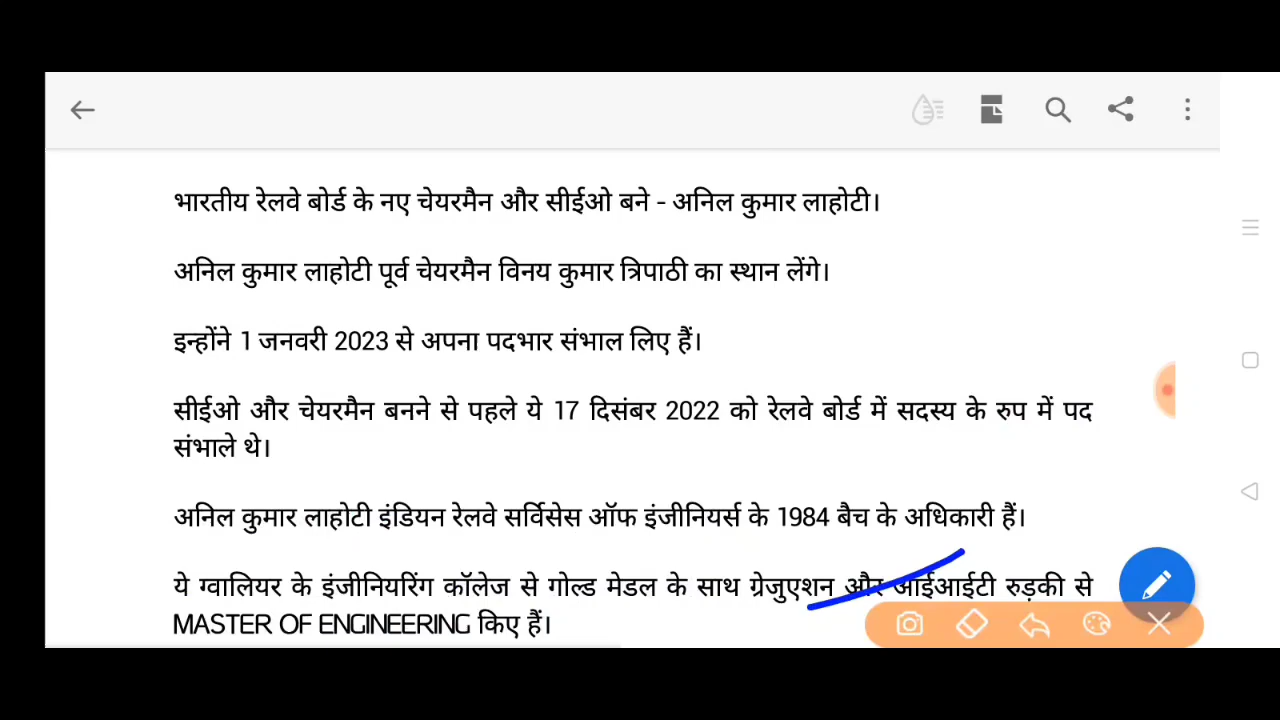 भारतीय रेलवे बोर्ड के नए चेयरमैन और सीईओ बने - अनिल कुमार लाहोटी।
अनिल कुमार लाहोटी पूर्व चेयरमैन विनय कुमार त्रिपाठी का स्थान लेंगे।
इन्होंने 1 जनवरी 2023 से अपना पदभार संभाल लिए हैं।
सीईओ और चेयरमैन बनने से पहले ये 17 दिसंबर 2022 को रेलवे बोर्ड में सदस्य के रुप में पद
संभाले थे।
अनिल कुमार लाहोटी इंडियन रेलवे सर्विसेस ऑफ इंजीनियर्स के 1984 बैच के अधिकारी हैं।
ये ग्वालियर के इंजीनियरिंग कॉलेज से गोल्ड मेडल के साथ ग्रेजुएशन और आईआईटी रुड़की से
MASTER OF ENGINEERING किए हैं।